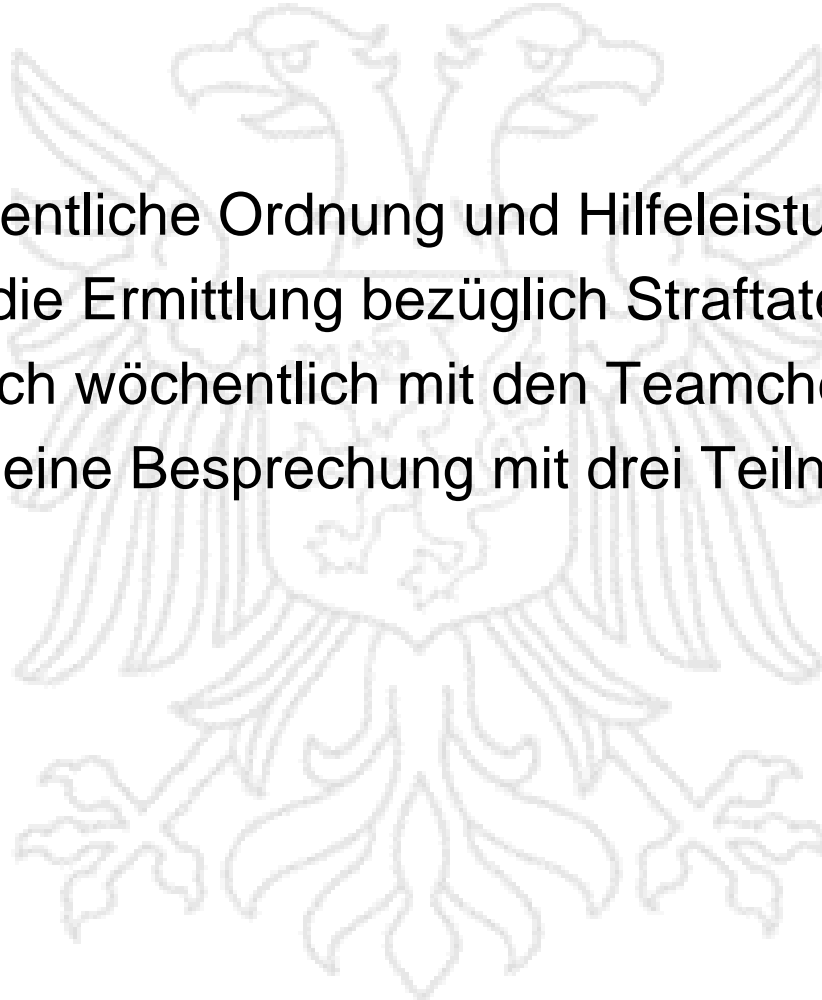 entliche Ordnung und Hilfeleistu
die Ermittlung bezüglich Straftate
ch wöchentlich mit den Teamche
eine Besprechung mit drei Teiln